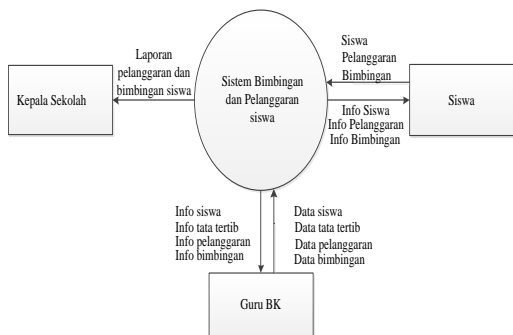 Laporan
pelanggaran dan
bimbingan siswa
Kepala Sekolah
Sistem Bimbingan
dan Pelanggaran
siswa
Siswa
Pelanggaran
Bimbingan
Siswa
Info Siswa
Info Pelanggaran
Info Bimbingan
Info siswa
Info tata tertib
Info pelanggaran
Info bimbingan
Data siswa
Data tata tertib
Data pelanggaran
Data bimbingan
Guru BK